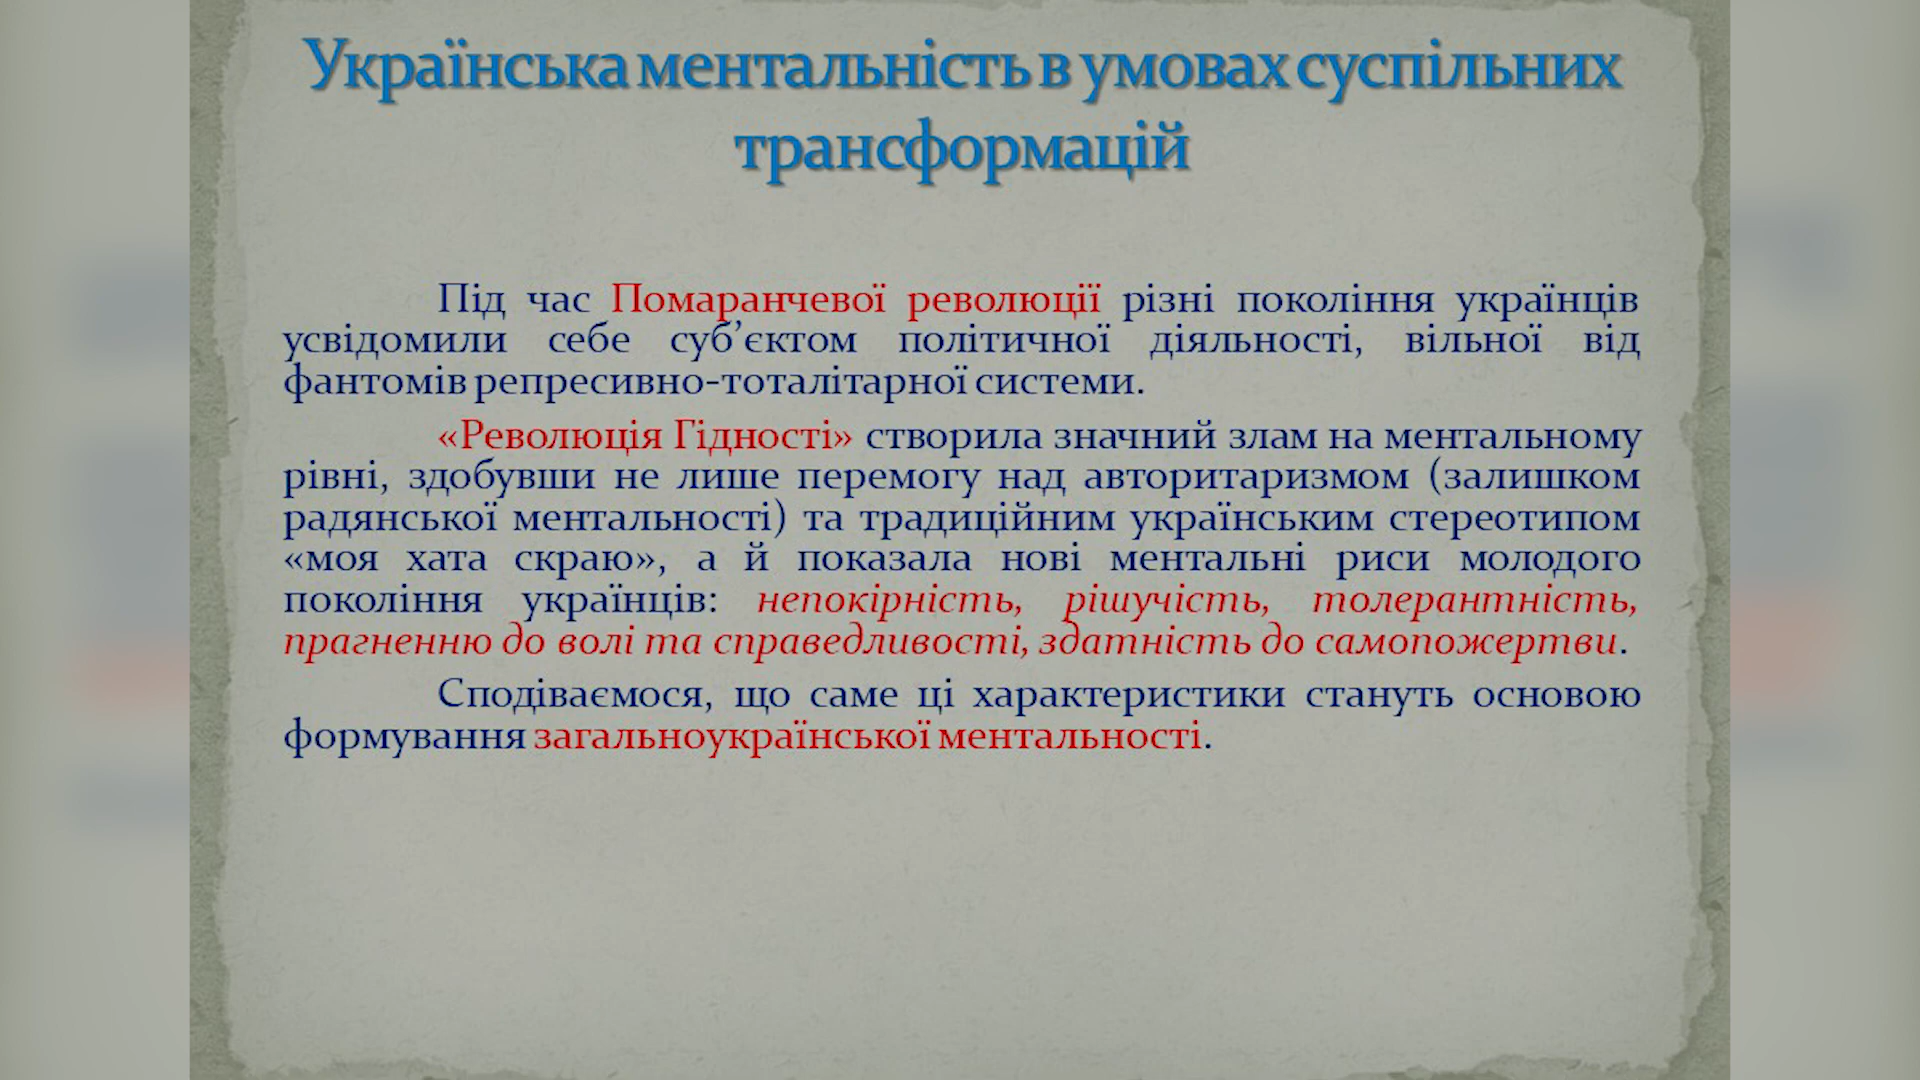 Українська ментальність в умовах суспільних
трансформацій
Під час Помаранчевої революції різні покоління українців
усвідомили себе суб’єктом політичної діяльності, вільної від
фантомів репресивно-тоталітарної системи.
«Революція Гідності» створила значний злам на ментальному
рівні, здобувши не лише перемогу над авторитаризмом (залишком
радянської ментальності) та традиційним українським стереотипом
«моя хата скраю», а й показала нові ментальні риси молодого
покоління українців: непокірність, рішучість, толерантність,
прагненню до волі та справедливості, здатність до самопожертви.
Сподіваємося, що саме ці характеристики стануть основою
формування загальноукраїнської ментальності.